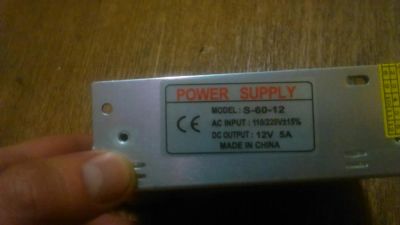 POWER SUPPLY
MODEL : S-60-12
CE
AC INPUT : 110/220V±15%
DC OUTPUT : 12V 5A
MADE IN CHINA